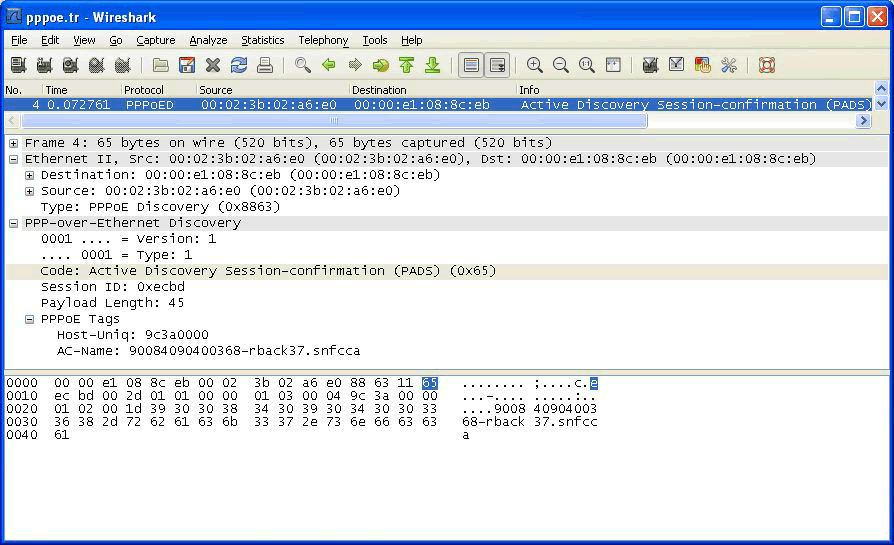 pppoe.tr - Wireshark
File Edit View Go Capture Analyze Statistics Telephony Tools Help
No. Time Protocol Source Destination Info
4 0.072761 PPPoED 00:02:3b:02:a6:e0 00:00:e1:08:8c:eb Active Discovery Session-confirmation (PADS)
Frame 4: 65 bytes on wire (520 bits), 65 bytes captured (520 bits)
Ethernet II, Src: 00:02:3b:02:a6:e0 (00:02:3b:02:a6:e0), Dst: 00:00:e1:08:8c:eb (00:00:e1:08:8c:eb)
Destination: 00:00:e1:08:8c:eb (00:00:e1:08:8c:eb)
Source: 00:02:3b:02:a6:e0 (00:02:3b:02:a6:e0)
Type: PPPoE Discovery (0x8863)
PPP-over-Ethernet Discovery
0001 .... = Version: 1
.... 0001 = Type: 1
Code: Active Discovery Session-confirmation (PADS) (0x65)
Session ID: 0xecbd
Payload Length: 45
PPPoE Tags
Host-Uniq: 9c3a0000
AC-Name: 90084090400368-rback37.snfcca
0000 00 00 e1 08 8c eb 00 02 3b 02 a6 e0 88 63 11 65 ........ ;....c.e
0010 ec bd 00 2d 01 01 00 00 01 03 00 04 9c 3a 00 00 ...-.... .....:..
0020 01 02 00 1d 39 30 30 38 34 30 39 30 34 30 30 33 ....9008 40904003
0030 36 38 2d 72 62 61 63 6b 33 37 2e 73 6e 66 63 63 68-rback 37.snfcc
0040 61 a